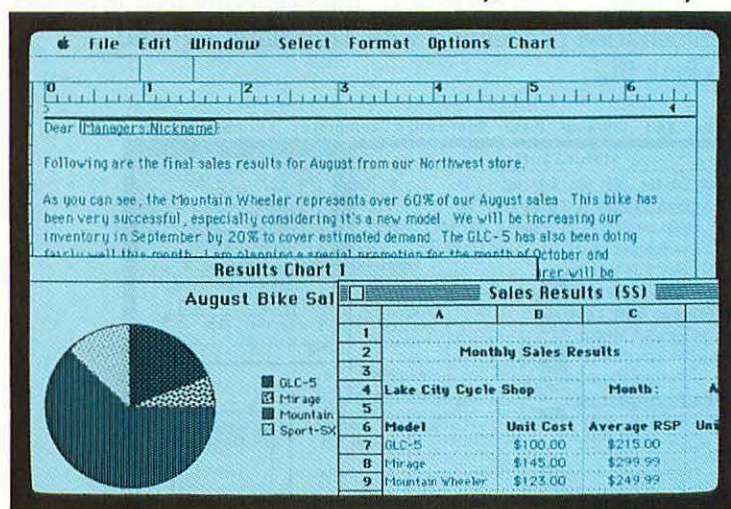 File Edit Window Select Format Options Chart
0 1 2 3 4 5 6
Dear Managers.Nickname:
Following are the final sales results for August from our Northwest store.
As you can see, the Mountain Wheeler represents over 60% of our August sales. This bike has
been very successful, especially considering it's a new model. We will be increasing our
inventory in September by 20% to cover estimated demand. The GLC-5 has also been doing
fairly well this month. I am planning a special promotion for the month of October and
Results Chart 1
rer will be
August Bike Sal
GLC-5
Mirage
Mountain
Sport-SX
Sales Results (SS)
A B C
1
2 Monthly Sales Results
3
4 Lake City Cycle Shop Month: A
5
6 Model Unit Cost Average RSP Uni
7 GLC-5 $100.00 $215.00
8 Mirage $145.00 $299.99
9 Mountain Wheeler $123.00 $249.99